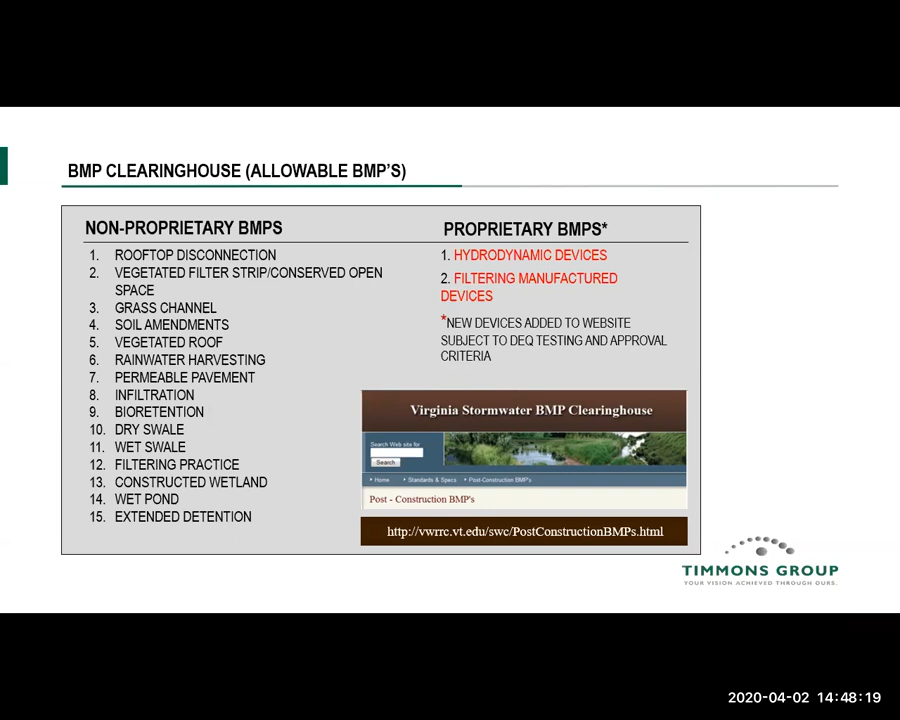 BMP CLEARINGHOUSE (ALLOWABLE BMP'S)
NON-PROPRIETARY BMPS
1. ROOFTOP DISCONNECTION
2. VEGETATED FILTER STRIP/CONSERVED OPEN
SPACE
3. GRASS CHANNEL
4. SOIL AMENDMENTS
5. VEGETATED ROOF
6. RAINWATER HARVESTING
7. PERMEABLE PAVEMENT
8. INFILTRATION
9. BIORETENTION
10. DRY SWALE
11. WET SWALE
12. FILTERING PRACTICE
13. CONSTRUCTED WETLAND
14. WET POND
15. EXTENDED DETENTION
PROPRIETARY BMPS*
1. HYDRODYNAMIC DEVICES
2. FILTERING MANUFACTURED
DEVICES
*NEW DEVICES ADDED TO WEBSITE
SUBJECT TO DEQ TESTING AND APPROVAL
CRITERIA
Virginia Stormwater BMP Clearinghouse
Search Web site for
Search
Home Standards & Specs Post-Construction BMP's
Post - Construction BMP's
http://vwrrc.vt.edu/swc/PostConstructionBMPs.html
TIMMONS GROUP
YOUR VISION ACHIEVED THROUGH OURS.
2020-04-02 14:48:19